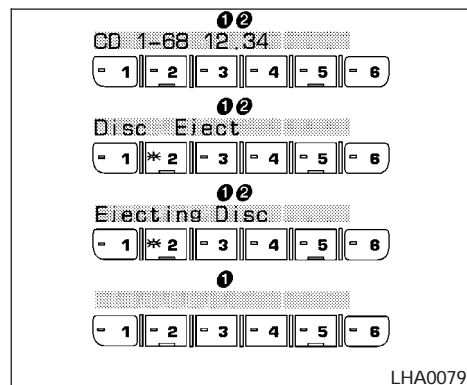 ❶❷
CD 1-68 12.34
- 1 - 2 - 3 - 4 - 5 - 6
❶❷
Disc Eject
- 1 ✳ 2 - 3 - 4 - 5 - 6
❶❷
Ejecting Disc
- 1 ✳ 2 - 3 - 4 - 5 - 6
❶
- 1 - 2 - 3 - 4 - 5 - 6
LHA0079